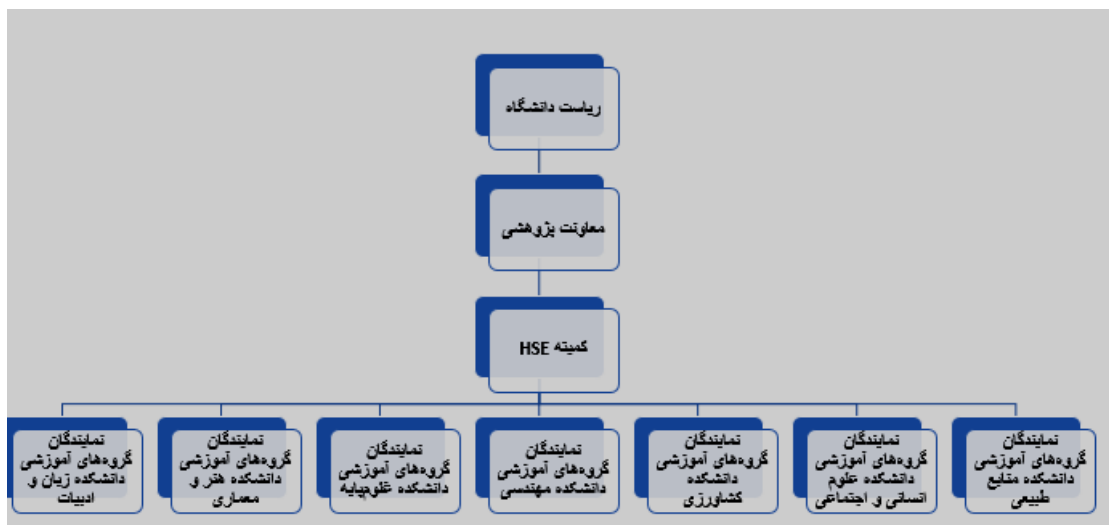 ریاست دانشگاه
معاونت پژوهشی
کمیته HSE
نمایندگان
گروه‌های آموزشی
دانشکده منابع
طبیعی
نمایندگان
گروه‌های آموزشی
دانشکده علوم
انسانی و اجتماعی
نمایندگان
گروه‌های آموزشی
دانشکده
کشاورزی
نمایندگان
گروه‌های آموزشی
دانشکده مهندسی
نمایندگان
گروه‌های آموزشی
دانشکده علوم‌پایه
نمایندگان
گروه‌های آموزشی
دانشکده هنر و
معماری
نمایندگان
گروه‌های آموزشی
دانشکده زبان و
ادبیات